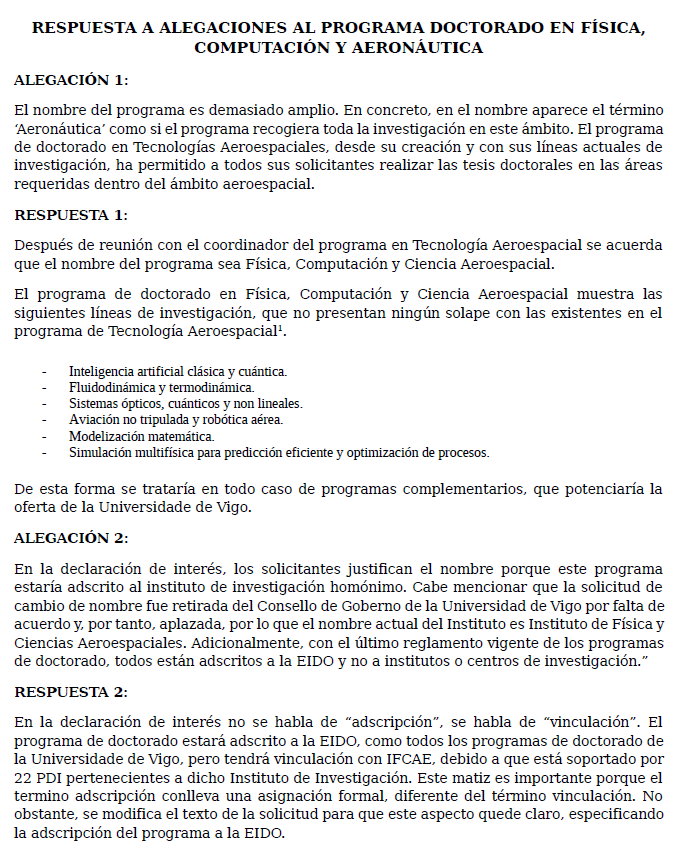 RESPUESTA A ALEGACIONES AL PROGRAMA DOCTORADO EN FÍSICA,
COMPUTACIÓN Y AERONÁUTICA
ALEGACIÓN 1:
El nombre del programa es demasiado amplio. En concreto, en el nombre aparece el término
‘Aeronáutica’ como si el programa recogiera toda la investigación en este ámbito. El programa
de doctorado en Tecnologías Aeroespaciales, desde su creación y con sus líneas actuales de
investigación, ha permitido a todos sus solicitantes realizar las tesis doctorales en las áreas
requeridas dentro del ámbito aeroespacial.
RESPUESTA 1:
Después de reunión con el coordinador del programa en Tecnología Aeroespacial se acuerda
que el nombre del programa sea Física, Computación y Ciencia Aeroespacial.
El programa de doctorado en Física, Computación y Ciencia Aeroespacial muestra las
siguientes líneas de investigación, que no presentan ningún solape con las existentes en el
programa de Tecnología Aeroespacial¹.
- Inteligencia artificial clásica y cuántica.
- Fluidodinámica y termodinámica.
- Sistemas ópticos, cuánticos y non lineales.
- Aviación no tripulada y robótica aérea.
- Modelización matemática.
- Simulación multifísica para predicción eficiente y optimización de procesos.
De esta forma se trataría en todo caso de programas complementarios, que potenciaría la
oferta de la Universidade de Vigo.
ALEGACIÓN 2:
En la declaración de interés, los solicitantes justifican el nombre porque este programa
estaría adscrito al instituto de investigación homónimo. Cabe mencionar que la solicitud de
cambio de nombre fue retirada del Consello de Goberno de la Universidad de Vigo por falta de
acuerdo y, por tanto, aplazada, por lo que el nombre actual del Instituto es Instituto de Física y
Ciencias Aeroespaciales. Adicionalmente, con el último reglamento vigente de los programas
de doctorado, todos están adscritos a la EIDO y no a institutos o centros de investigación.”
RESPUESTA 2:
En la declaración de interés no se habla de “adscripción”, se habla de “vinculación”. El
programa de doctorado estará adscrito a la EIDO, como todos los programas de doctorado de
la Universidade de Vigo, pero tendrá vinculación con IFCAE, debido a que está soportado por
22 PDI pertenecientes a dicho Instituto de Investigación. Este matiz es importante porque el
termino adscripción conlleva una asignación formal, diferente del término vinculación. No
obstante, se modifica el texto de la solicitud para que este aspecto quede claro, especificando
la adscripción del programa a la EIDO.